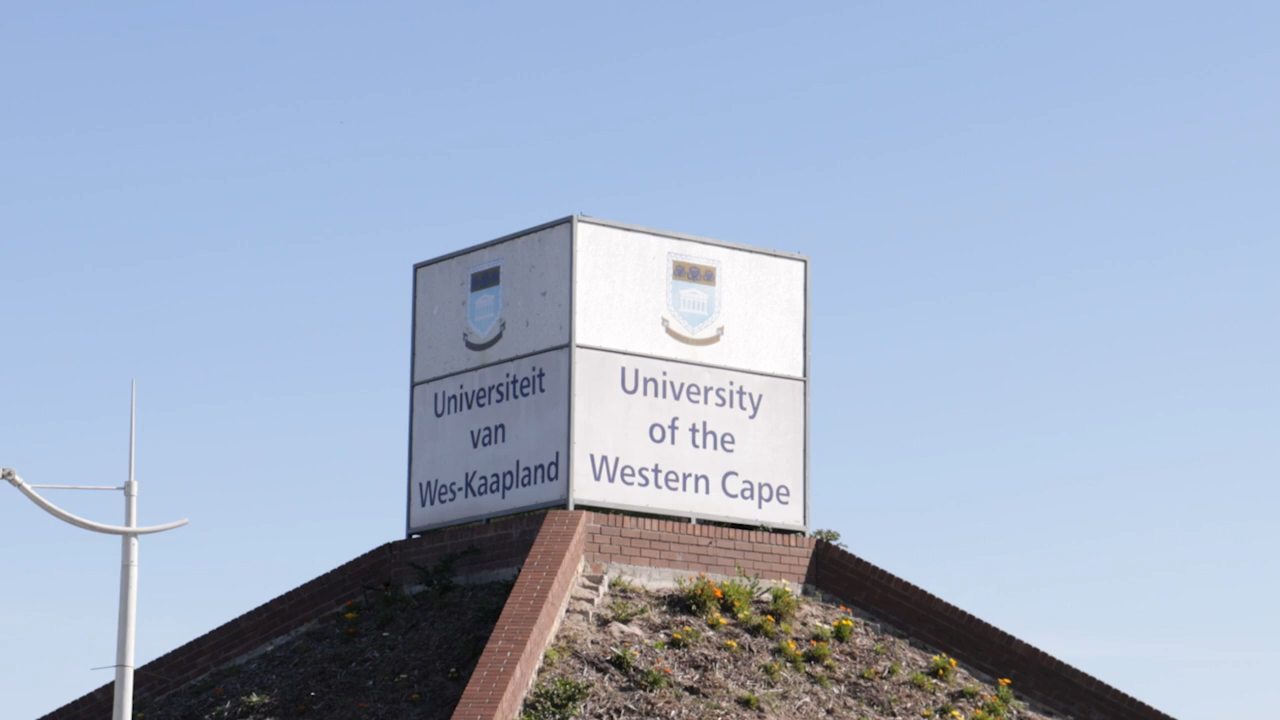 Universiteit
van
Wes-Kaapland
University
of the
Western Cape